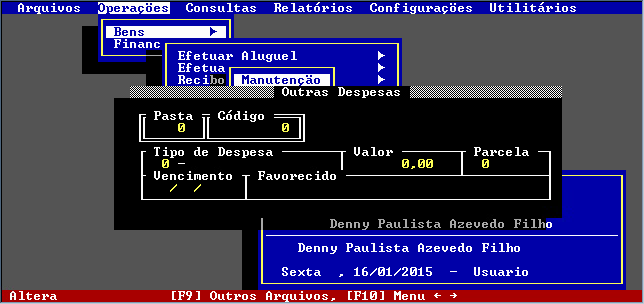 Arquivos Operações Consultas Relatórios Configurações Utilitários
Bens
Financ
Efetuar Aluguel
Efetua
Recibo Manutenção
Outras Despesas
Pasta Código
0 0
Tipo de Despesa Valor Parcela
0 - 0,00 0
Vencimento Favorecido
/ /
Denny Paulista Azevedo Filho
Denny Paulista Azevedo Filho
Sexta , 16/01/2015 - Usuario
Altera [F9] Outros Arquivos, [F10] Menu ← →